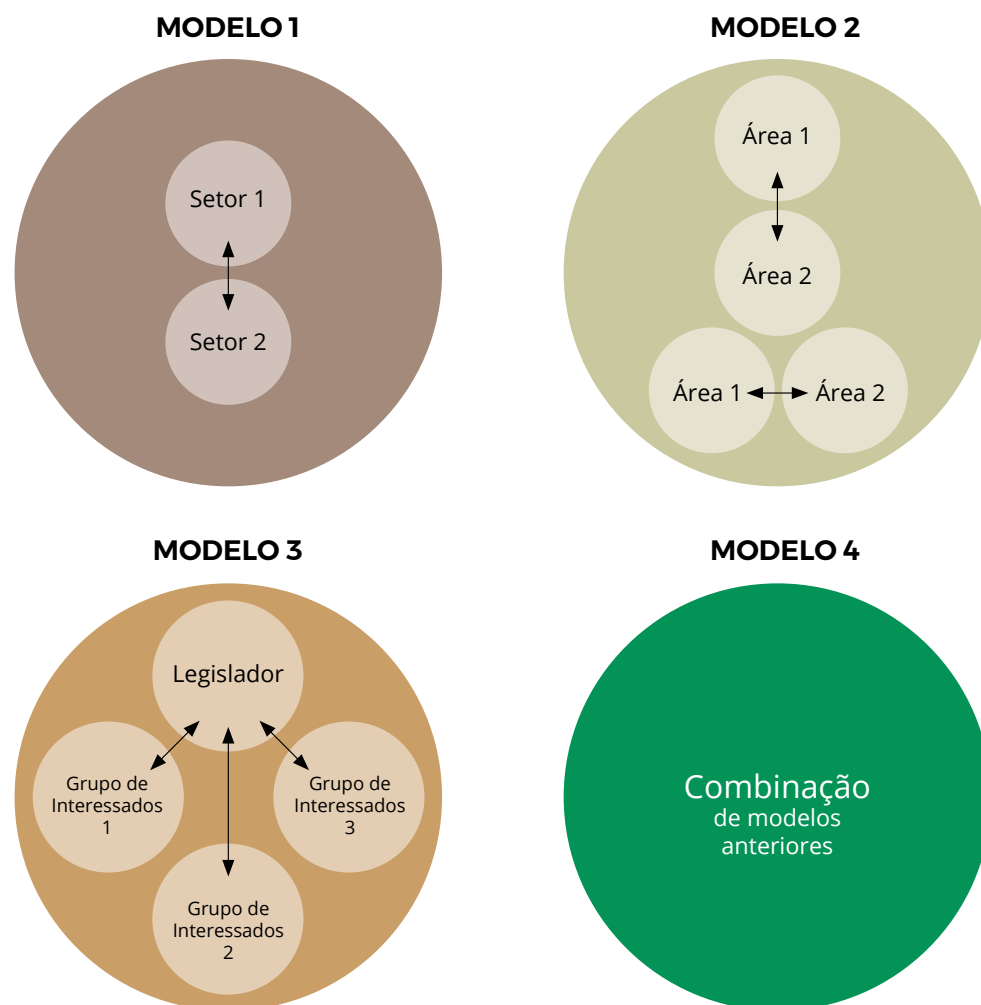 MODELO 1
Setor 1
Setor 2
MODELO 2
Área 1
Área 2
Área 1
Área 2
MODELO 3
Legislador
Grupo de
Interessados
1
Grupo de
Interessados
3
Grupo de
Interessados
2
MODELO 4
Combinação
de modelos
anteriores